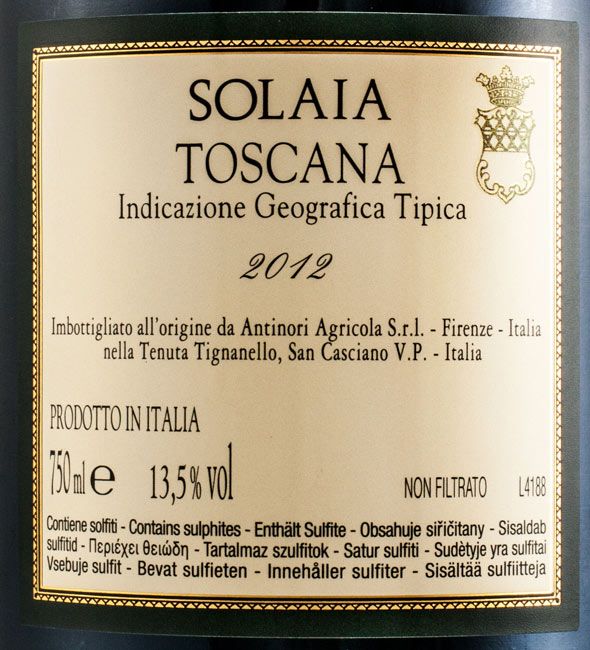 SOLAIA
TOSCANA
Indicazione Geografica Tipica
2012
Imbottigliato all'origine da Antinori Agricola S.r.l. - Firenze - Italia
nella Tenuta Tignanello, San Casciano V.P. - Italia
PRODOTTO IN ITALIA
750 ml e 13,5% vol NON FILTRATO L4188
Contiene solfiti - Contains sulphites - Enthält Sulfite - Obsahuje siřičitany - Sisaldab
sulfitid - Περιέχει θειώδη - Tartalmaz szulfitok - Satur sulfiti - Sudėtyje yra sulfitai
Vsebuje sulfit - Bevat sulfieten - Innehåller sulfiter - Sisältää sulfiitteja